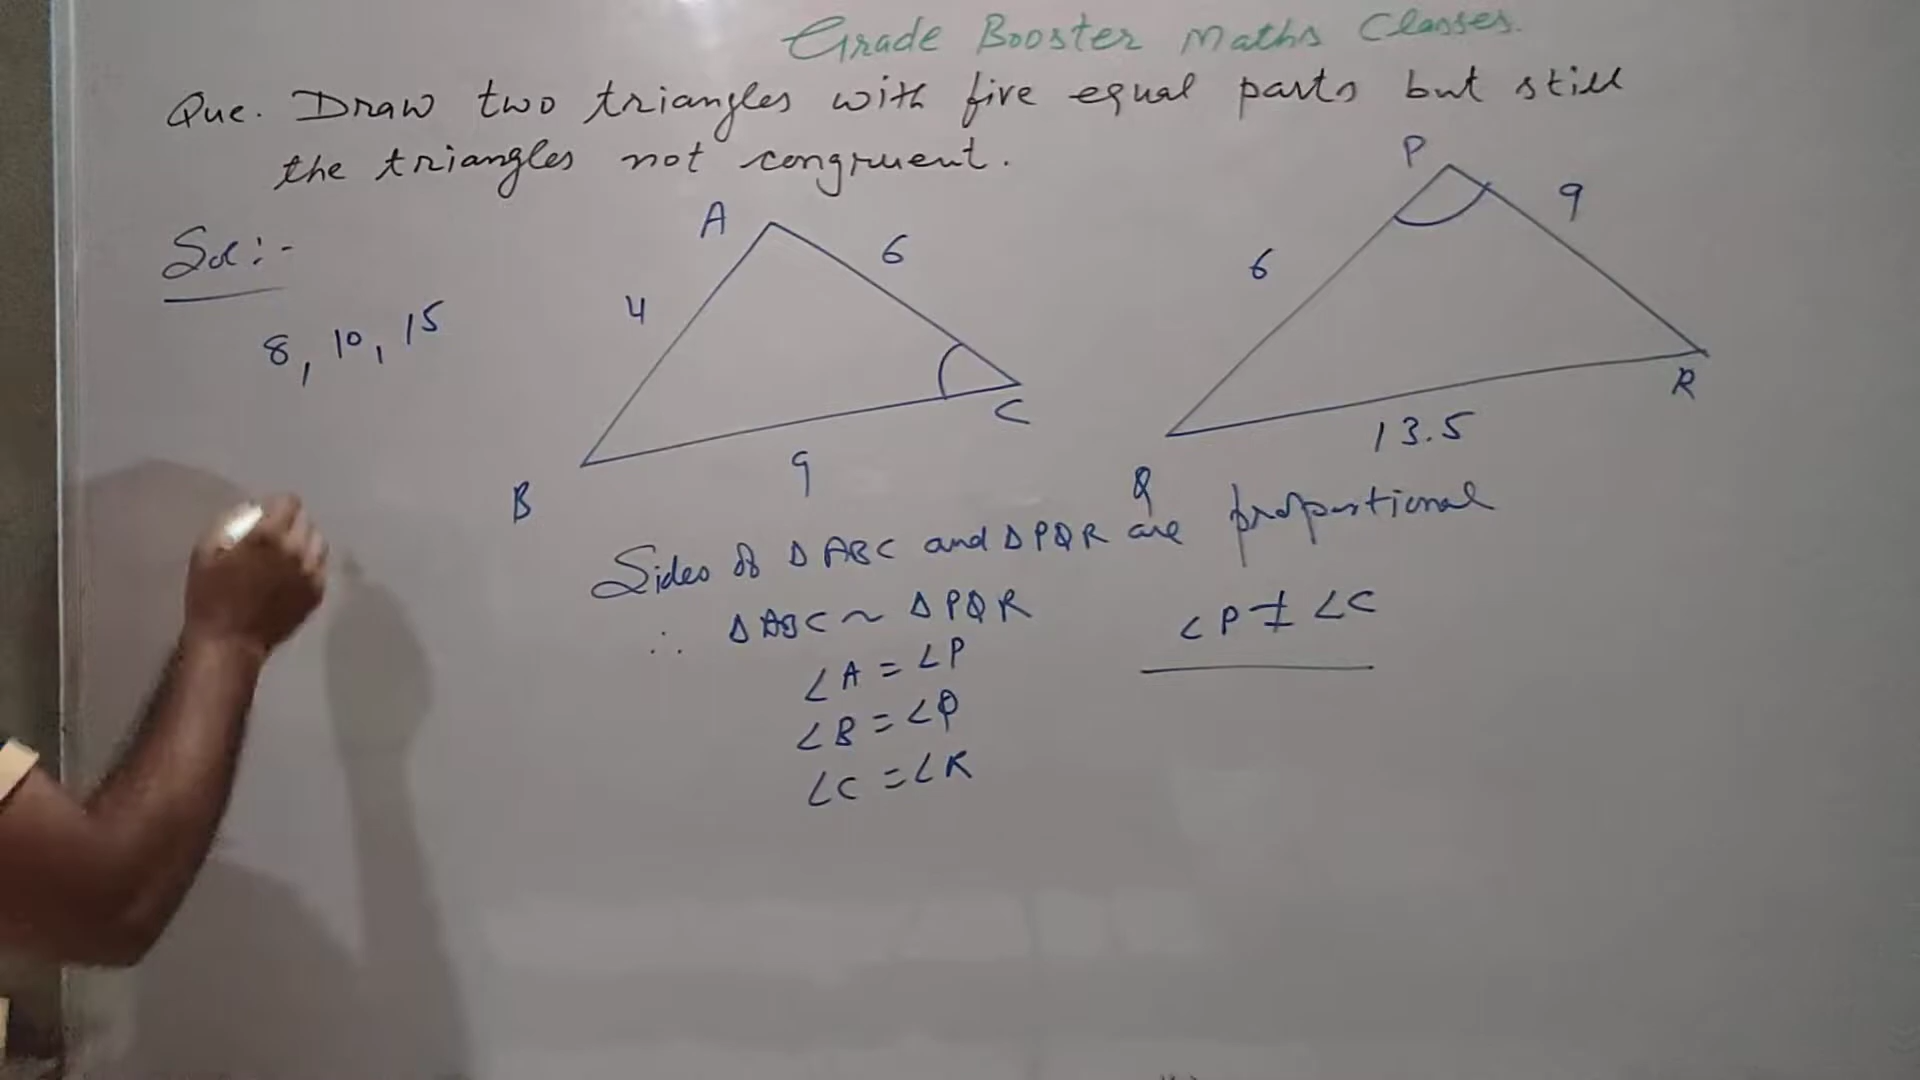 Grade Booster Maths Classes.
Que. Draw two triangles with five equal parts but still
the triangles not congruent.
Sol:-
8, 10, 15
A
4
6
B
9
C
P
6
9
Q
13.5
R
Sides of Δ ABC and Δ PQR are proportional
∴ Δ ABC ~ Δ PQR
∠A = ∠P
∠B = ∠Q
∠C = ∠R
∠P ≠ ∠C